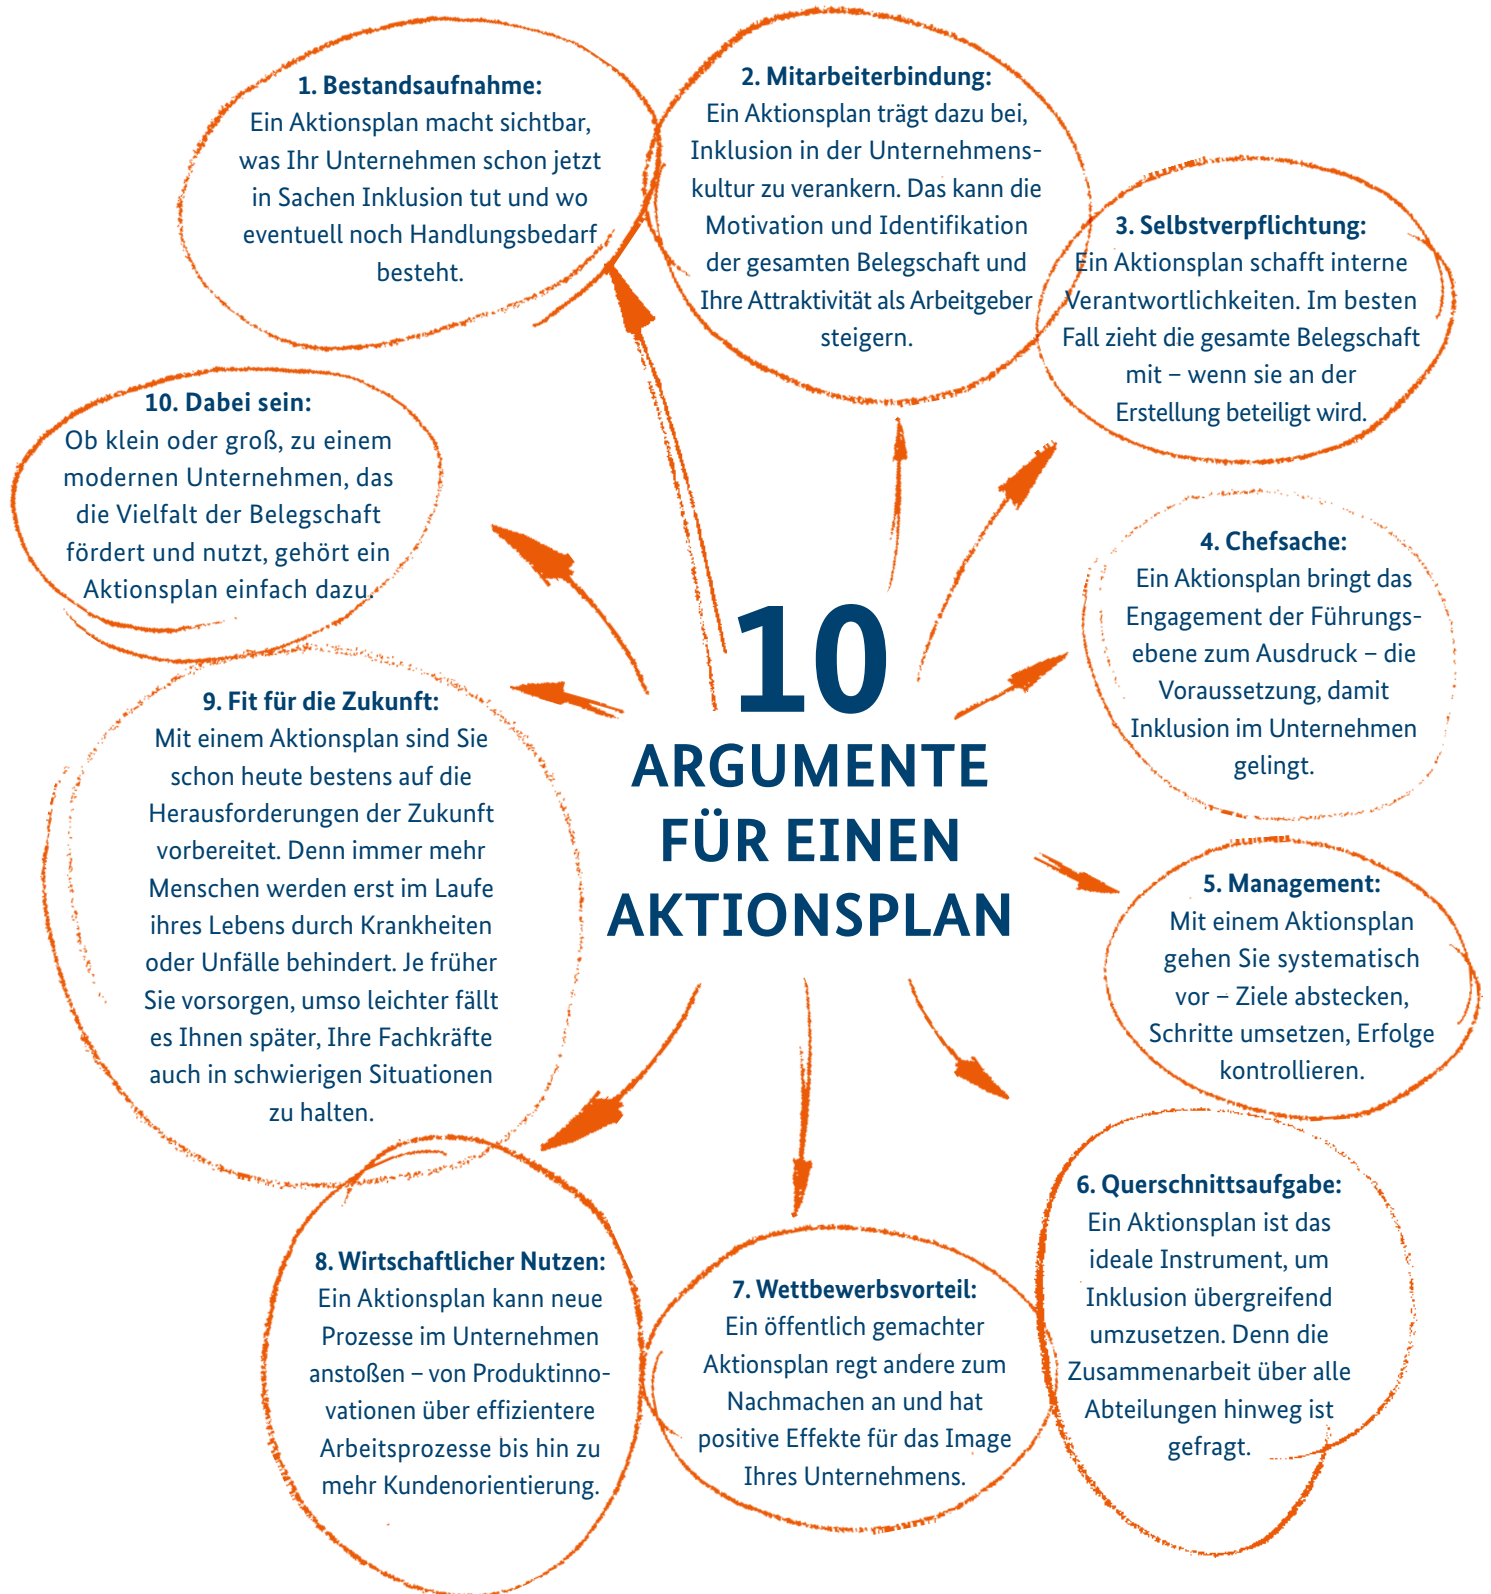 10
ARGUMENTE
FÜR EINEN
AKTIONSPLAN
1. Bestandsaufnahme:
Ein Aktionsplan macht sichtbar,
was Ihr Unternehmen schon jetzt
in Sachen Inklusion tut und wo
eventuell noch Handlungsbedarf
besteht.
2. Mitarbeiterbindung:
Ein Aktionsplan trägt dazu bei,
Inklusion in der Unternehmens-
kultur zu verankern. Das kann die
Motivation und Identifikation
der gesamten Belegschaft und
Ihre Attraktivität als Arbeitgeber
steigern.
3. Selbstverpflichtung:
Ein Aktionsplan schafft interne
Verantwortlichkeiten. Im besten
Fall zieht die gesamte Belegschaft
mit – wenn sie an der
Erstellung beteiligt wird.
4. Chefsache:
Ein Aktionsplan bringt das
Engagement der Führungs-
ebene zum Ausdruck – die
Voraussetzung, damit
Inklusion im Unternehmen
gelingt.
5. Management:
Mit einem Aktionsplan
gehen Sie systematisch
vor – Ziele abstecken,
Schritte umsetzen, Erfolge
kontrollieren.
6. Querschnittsaufgabe:
Ein Aktionsplan ist das
ideale Instrument, um
Inklusion übergreifend
umzusetzen. Denn die
Zusammenarbeit über alle
Abteilungen hinweg ist
gefragt.
7. Wettbewerbsvorteil:
Ein öffentlich gemachter
Aktionsplan regt andere zum
Nachmachen an und hat
positive Effekte für das Image
Ihres Unternehmens.
8. Wirtschaftlicher Nutzen:
Ein Aktionsplan kann neue
Prozesse im Unternehmen
anstoßen – von Produktinno-
vationen über effizientere
Arbeitsprozesse bis hin zu
mehr Kundenorientierung.
9. Fit für die Zukunft:
Mit einem Aktionsplan sind Sie
schon heute bestens auf die
Herausforderungen der Zukunft
vorbereitet. Denn immer mehr
Menschen werden erst im Laufe
ihres Lebens durch Krankheiten
oder Unfälle behindert. Je früher
Sie vorsorgen, umso leichter fällt
es Ihnen später, Ihre Fachkräfte
auch in schwierigen Situationen
zu halten.
10. Dabei sein:
Ob klein oder groß, zu einem
modernen Unternehmen, das
die Vielfalt der Belegschaft
fördert und nutzt, gehört ein
Aktionsplan einfach dazu.